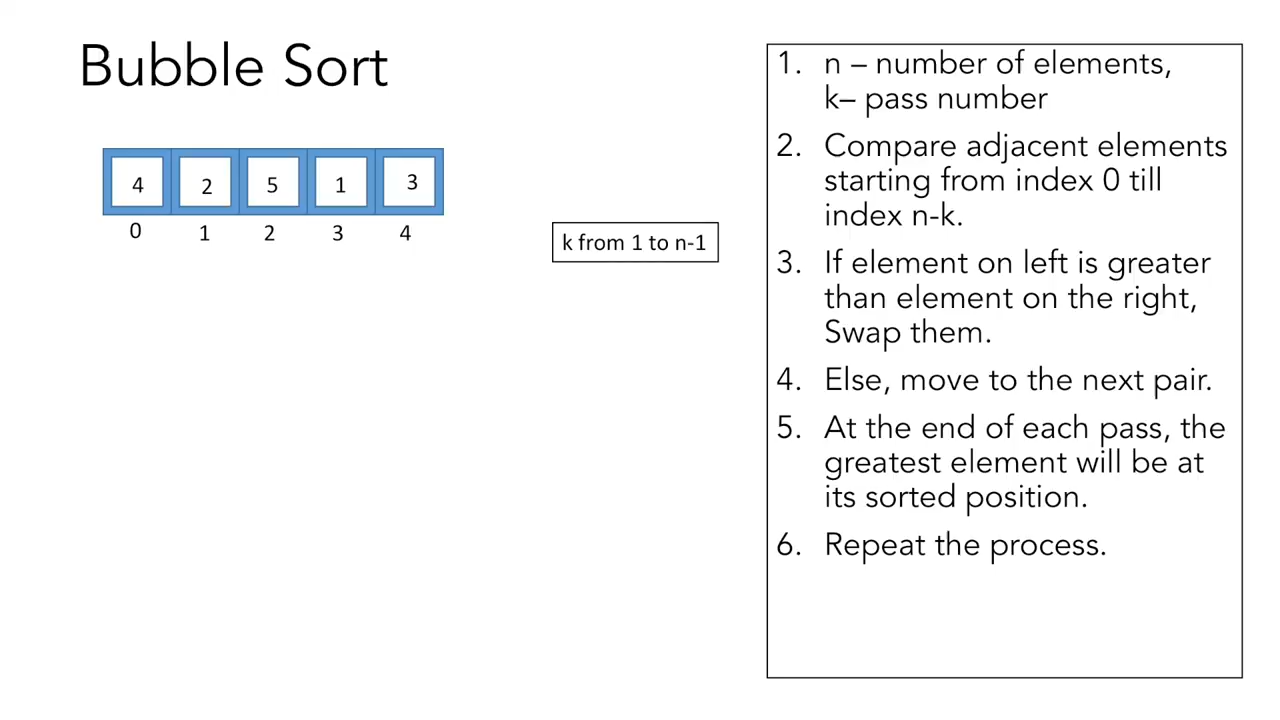 Bubble Sort
4 2 5 1 3
0 1 2 3 4
k from 1 to n-1
1. n – number of elements,
k– pass number
2. Compare adjacent elements
starting from index 0 till
index n-k.
3. If element on left is greater
than element on the right,
Swap them.
4. Else, move to the next pair.
5. At the end of each pass, the
greatest element will be at
its sorted position.
6. Repeat the process.